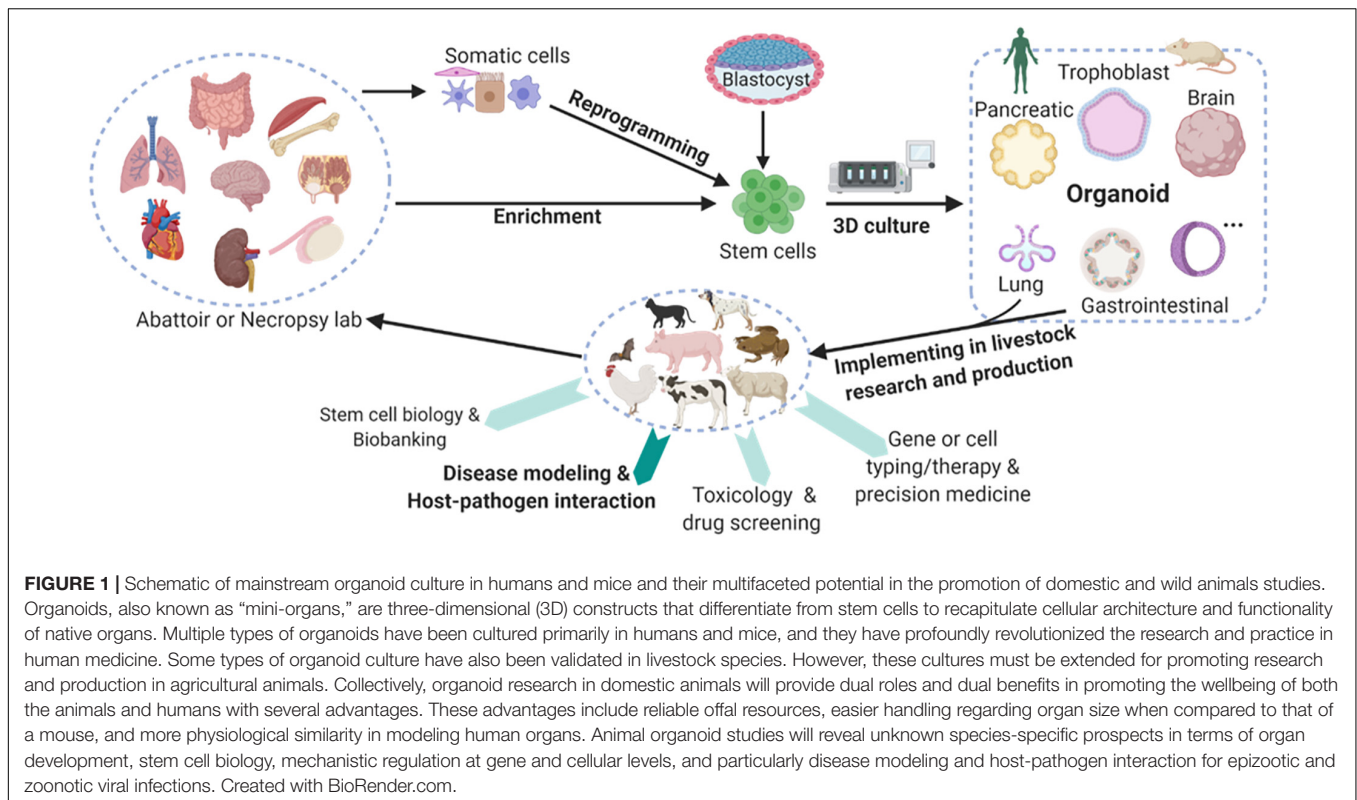 Somatic cells
Reprogramming
Blastocyst
Enrichment
Stem cells
3D culture
Trophoblast
Pancreatic
Brain
Organoid
...
Lung
Gastrointestinal
Abattoir or Necropsy lab
Implementing in livestock
research and production
Stem cell biology &
Biobanking
Disease modeling &
Host-pathogen interaction
Toxicology &
drug screening
Gene or cell
typing/therapy &
precision medicine
FIGURE 1 | Schematic of mainstream organoid culture in humans and mice and their multifaceted potential in the promotion of domestic and wild animals studies.
Organoids, also known as “mini-organs,” are three-dimensional (3D) constructs that differentiate from stem cells to recapitulate cellular architecture and functionality
of native organs. Multiple types of organoids have been cultured primarily in humans and mice, and they have profoundly revolutionized the research and practice in
human medicine. Some types of organoid culture have also been validated in livestock species. However, these cultures must be extended for promoting research
and production in agricultural animals. Collectively, organoid research in domestic animals will provide dual roles and dual benefits in promoting the wellbeing of both
the animals and humans with several advantages. These advantages include reliable offal resources, easier handling regarding organ size when compared to that of
a mouse, and more physiological similarity in modeling human organs. Animal organoid studies will reveal unknown species-specific prospects in terms of organ
development, stem cell biology, mechanistic regulation at gene and cellular levels, and particularly disease modeling and host-pathogen interaction for epizootic and
zoonotic viral infections. Created with BioRender.com.